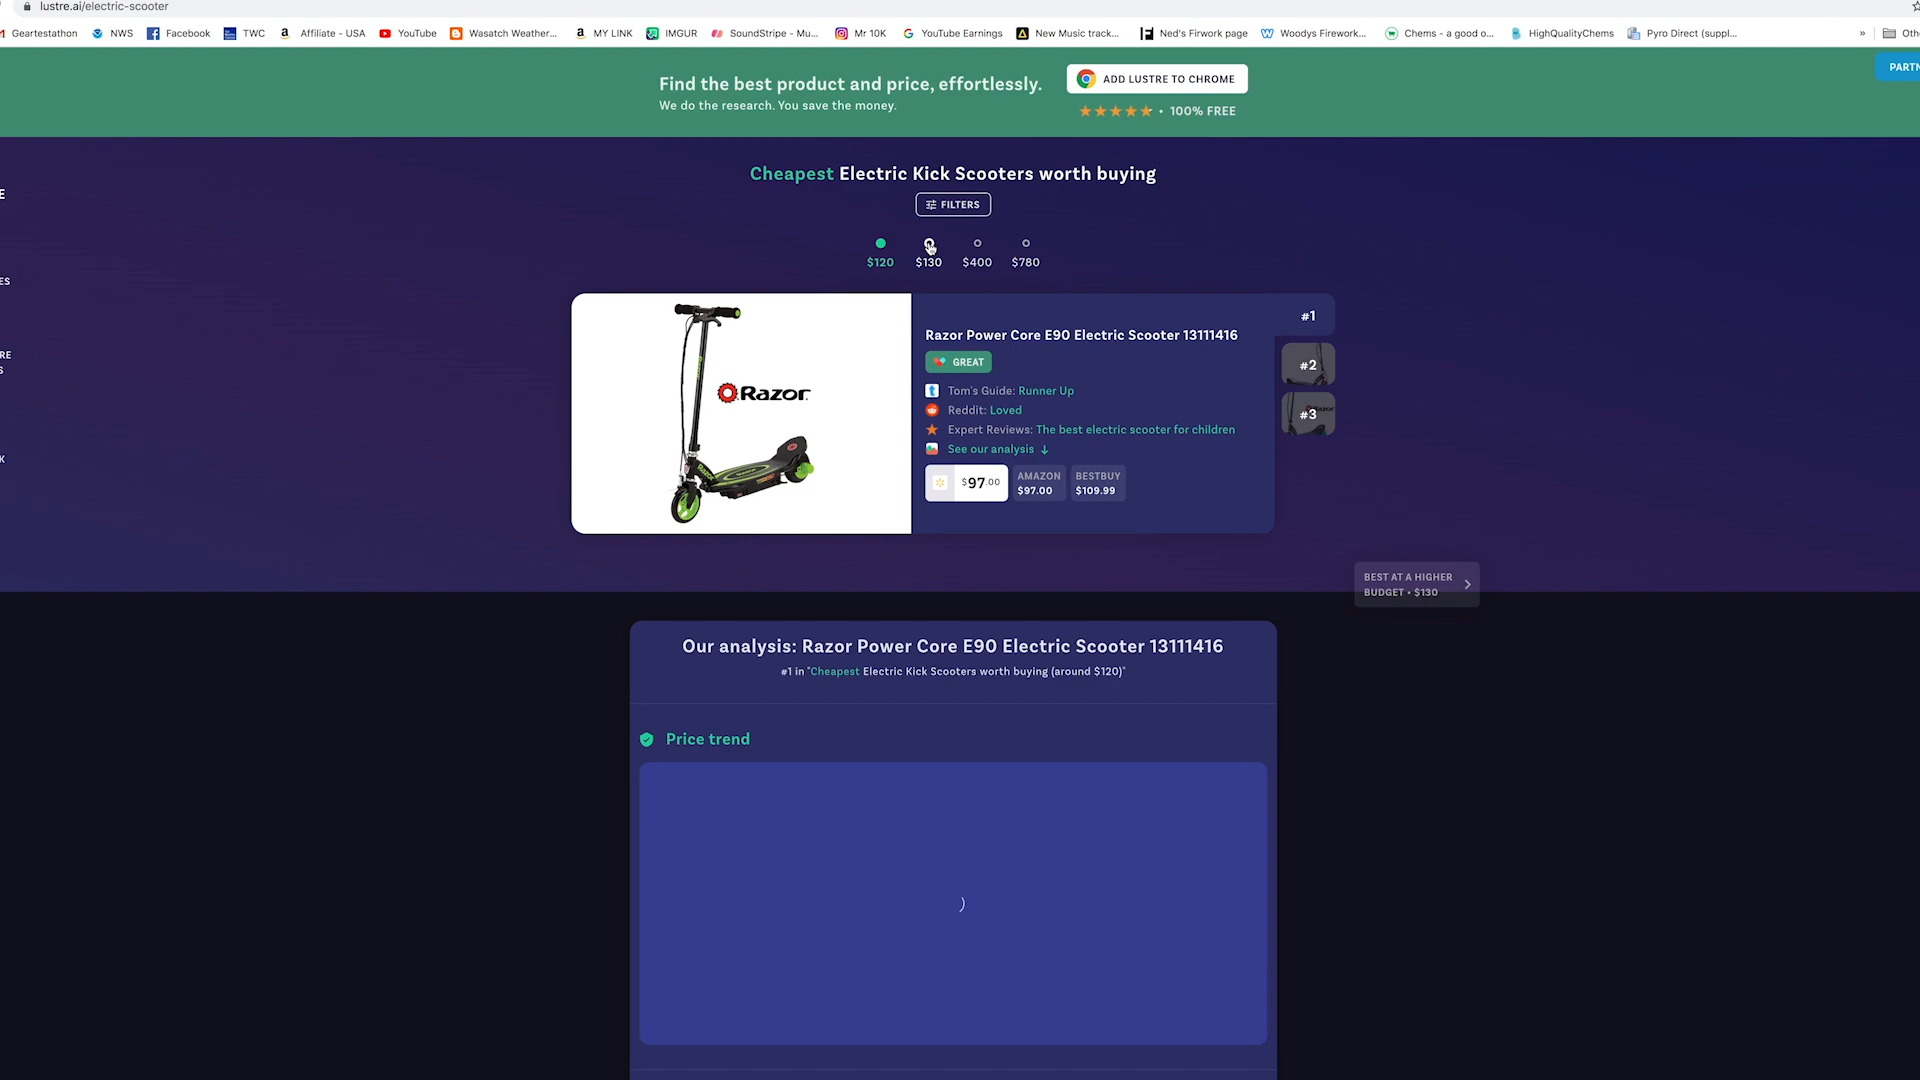 lustre.ai/electric-scooter
Geartestathon NWS Facebook TWC Affiliate - USA YouTube Wasatch Weather... MY LINK IMGUR SoundStripe - Mu... Mr 10K YouTube Earnings New Music track... Ned's Firwork page Woodys Firework... Chems - a good o... HighQualityChems Pyro Direct (suppl... » Oth
Find the best product and price, effortlessly.
We do the research. You save the money.
ADD LUSTRE TO CHROME
• 100% FREE
PARTN
E
ES
RE
S
K
Cheapest Electric Kick Scooters worth buying
FILTERS
$120 $130 $400 $780
Razor
RAZOR
Razor Power Core E90 Electric Scooter 13111416
GREAT
Tom's Guide: Runner Up
Reddit: Loved
Expert Reviews: The best electric scooter for children
See our analysis ↓
$97.00
AMAZON
$97.00
BESTBUY
$109.99
#1
#2
#3
BEST AT A HIGHER
BUDGET • $130
Our analysis: Razor Power Core E90 Electric Scooter 13111416
#1 in "Cheapest Electric Kick Scooters worth buying (around $120)"
Price trend